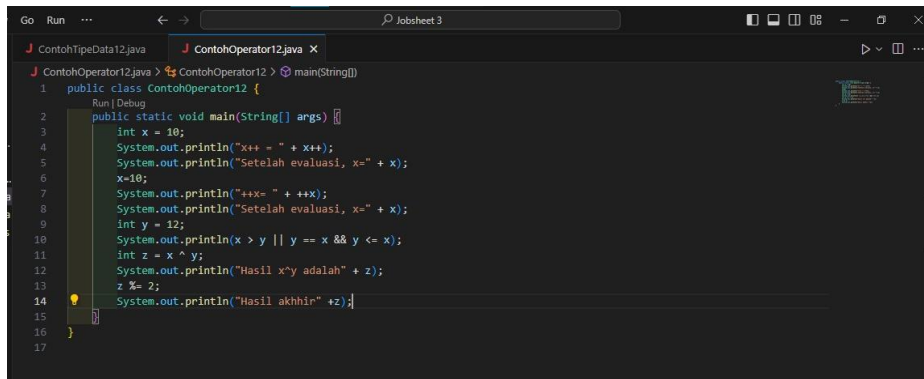 Go Run ... ← → Jobsheet 3
J ContohTipeData12.java J ContohOperator12.java ×
J ContohOperator12.java > ContohOperator12 > main(String[])
1 public class ContohOperator12 {
Run | Debug
2 public static void main(String[] args) {
3 int x = 10;
4 System.out.println("x++ = " + x++);
5 System.out.println("Setelah evaluasi, x=" + x);
6 x=10;
7 System.out.println("++x= " + ++x);
8 System.out.println("Setelah evaluasi, x=" + x);
9 int y = 12;
10 System.out.println(x > y || y == x && y <= x);
11 int z = x ^ y;
12 System.out.println("Hasil x^y adalah" + z);
13 z %= 2;
14 System.out.println("Hasil akhhir" +z);
15 }
16 }
17